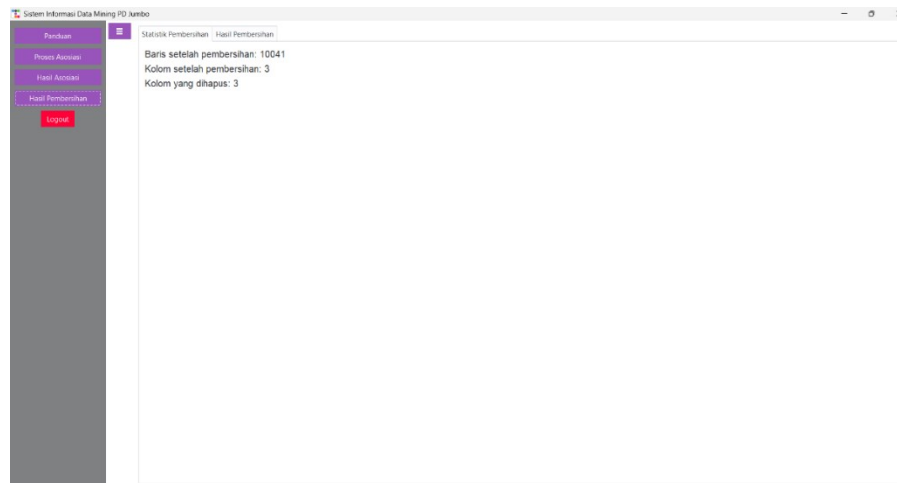 Sistem Informasi Data Mining PD Jumbo
Panduan
Proses Asosiasi
Hasil Asosiasi
Hasil Pembersihan
Logout
Statistik Pembersihan
Hasil Pembersihan
Baris setelah pembersihan: 10041
Kolom setelah pembersihan: 3
Kolom yang dihapus: 3